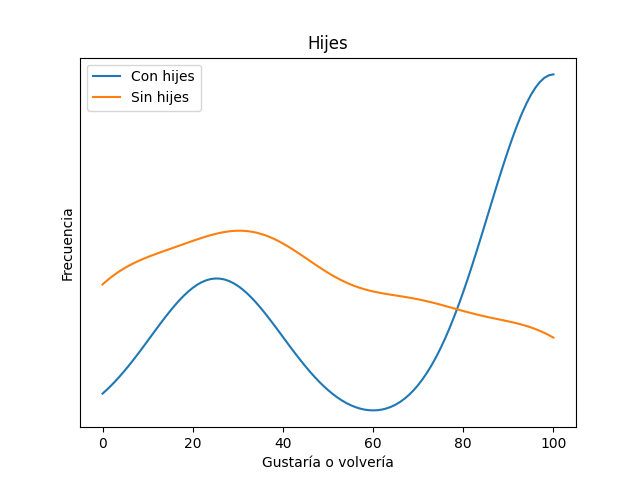 Hijes
Con hijes
Sin hijes
Frecuencia
0 20 40 60 80 100
Gustaría o volvería